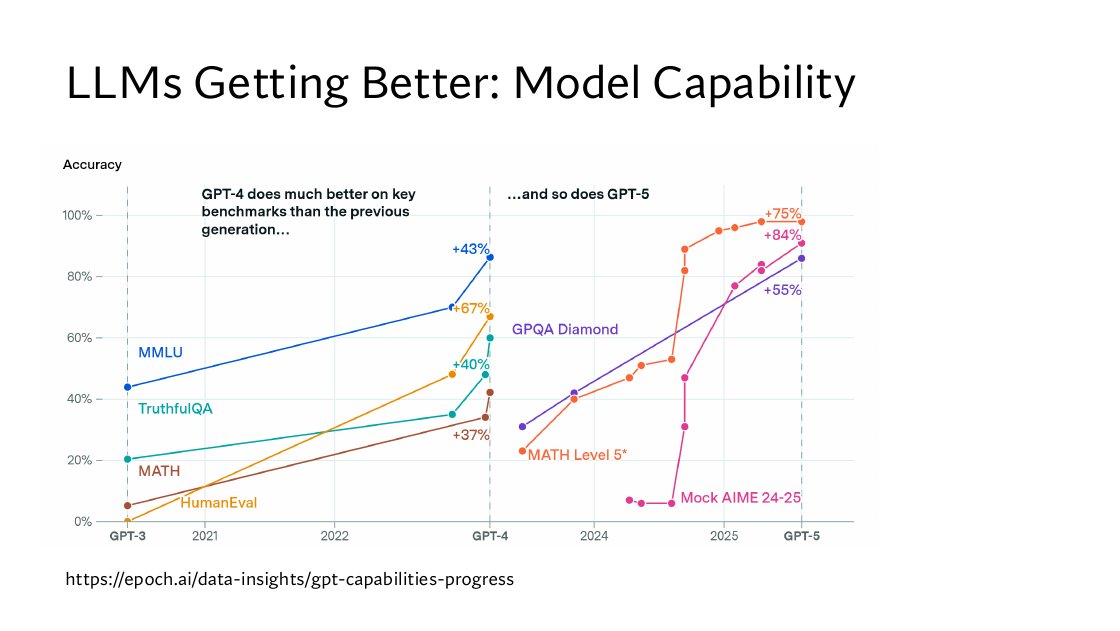 LLMs Getting Better: Model Capability
Accuracy
GPT-4 does much better on key
benchmarks than the previous
generation...
...and so does GPT-5
100%
80%
60%
40%
20%
0%
+43%
+67%
+40%
+37%
MMLU
TruthfulQA
MATH
HumanEval
+75%
+84%
+55%
GPQA Diamond
MATH Level 5*
Mock AIME 24-25
GPT-3
2021
2022
GPT-4
2024
2025
GPT-5
https://epoch.ai/data-insights/gpt-capabilities-progress